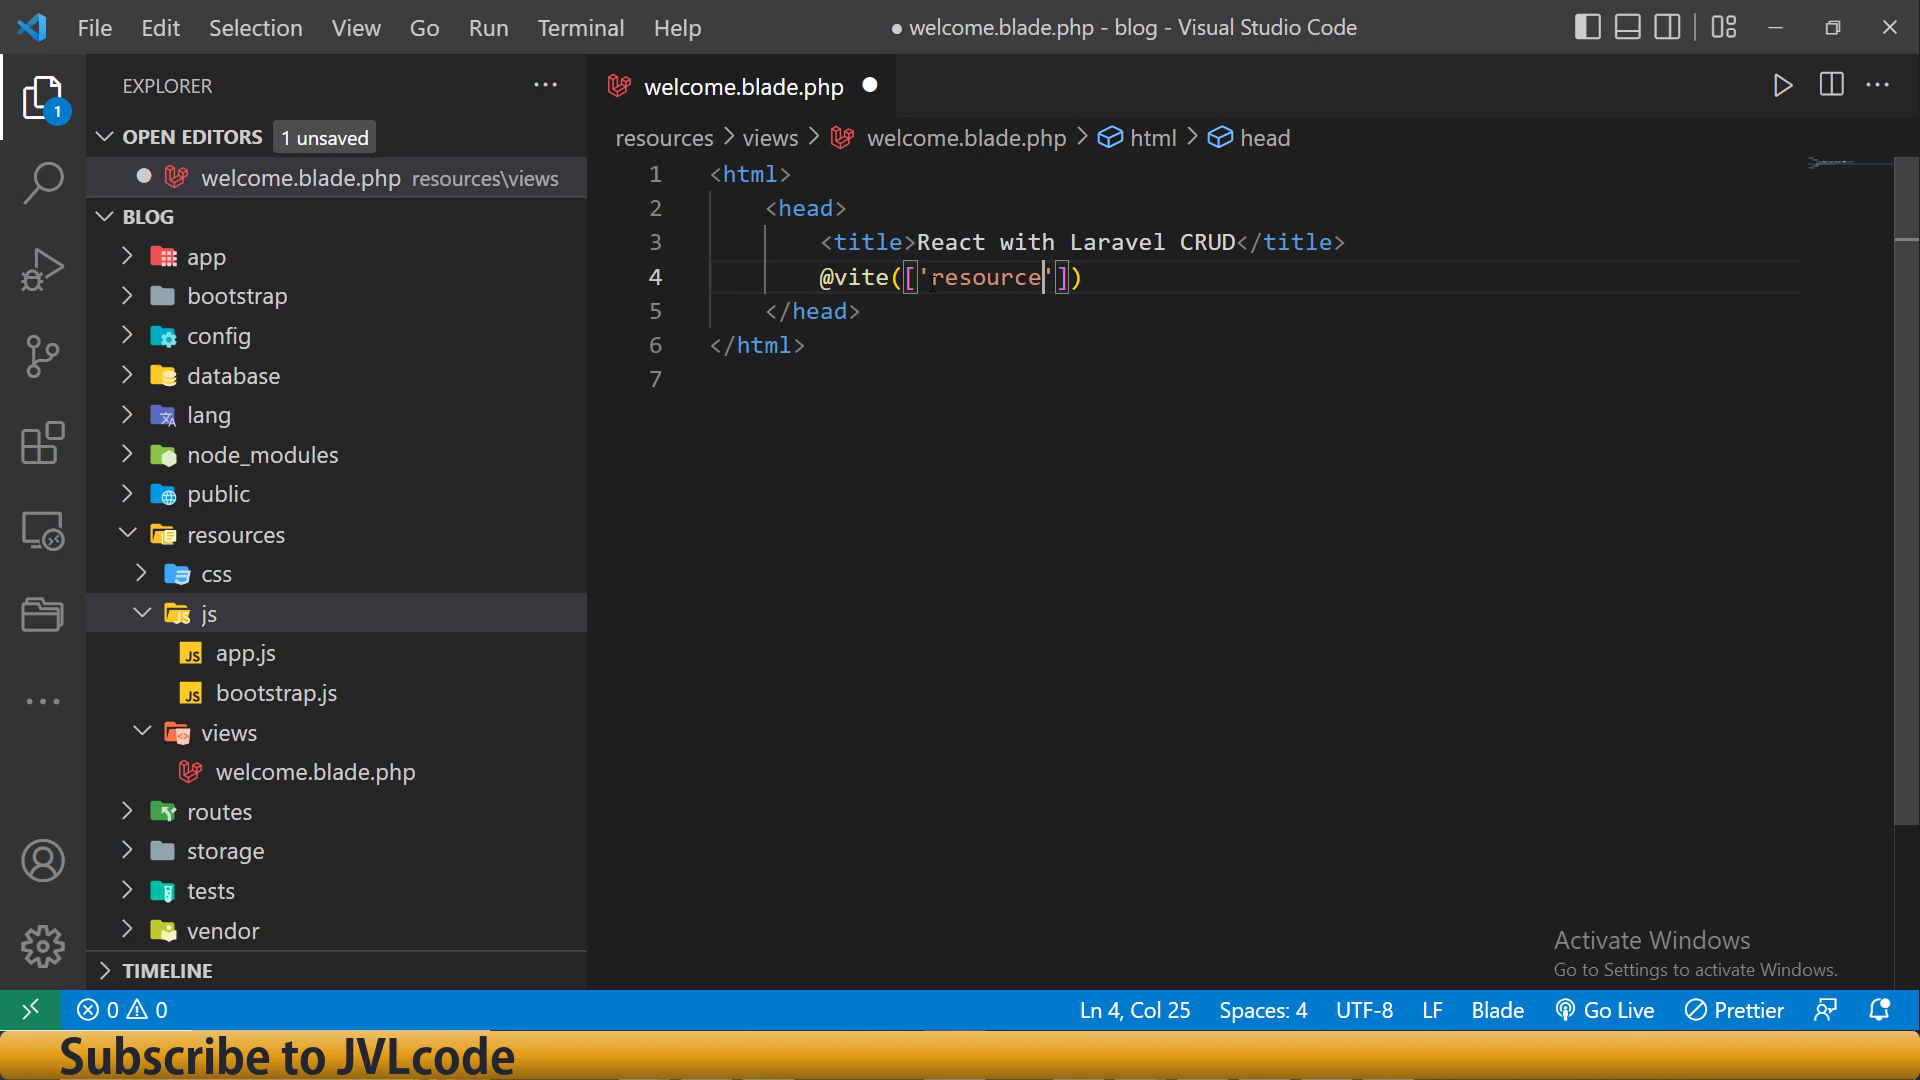 File Edit Selection View Go Run Terminal Help
● welcome.blade.php - blog - Visual Studio Code
EXPLORER
1
OPEN EDITORS 1 unsaved
welcome.blade.php resources\views
BLOG
app
bootstrap
config
database
lang
node_modules
public
resources
css
js
JS app.js
JS bootstrap.js
views
welcome.blade.php
routes
storage
tests
vendor
TIMELINE
welcome.blade.php
resources > views > welcome.blade.php > html > head
1 <html>
2 <head>
3 <title>React with Laravel CRUD</title>
4 @vite(['resource'])
5 </head>
6 </html>
7
Activate Windows
Go to Settings to activate Windows.
0 0
Ln 4, Col 25 Spaces: 4 UTF-8 LF Blade Go Live Prettier
Subscribe to JVLcode